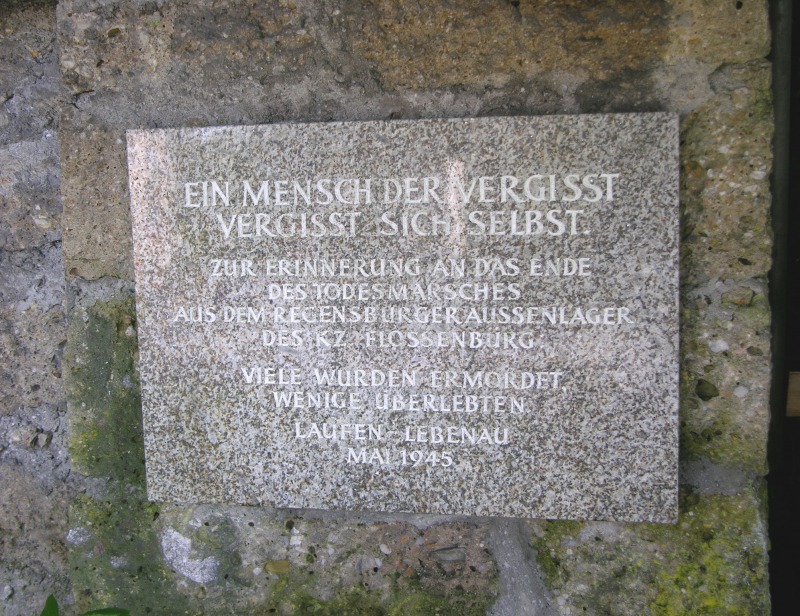 EIN MENSCH DER VERGISST
VERGISST SICH SELBST.
ZUR ERINNERUNG AN DAS ENDE
DES TODESMARSCHES
AUS DEM REGENSBURGER AUSSENLAGER
DES KZ FLOSSENBURG.
VIELE WURDEN ERMORDET,
WENIGE ÜBERLEBTEN
LAUFEN LEBENAU
MAI 1945